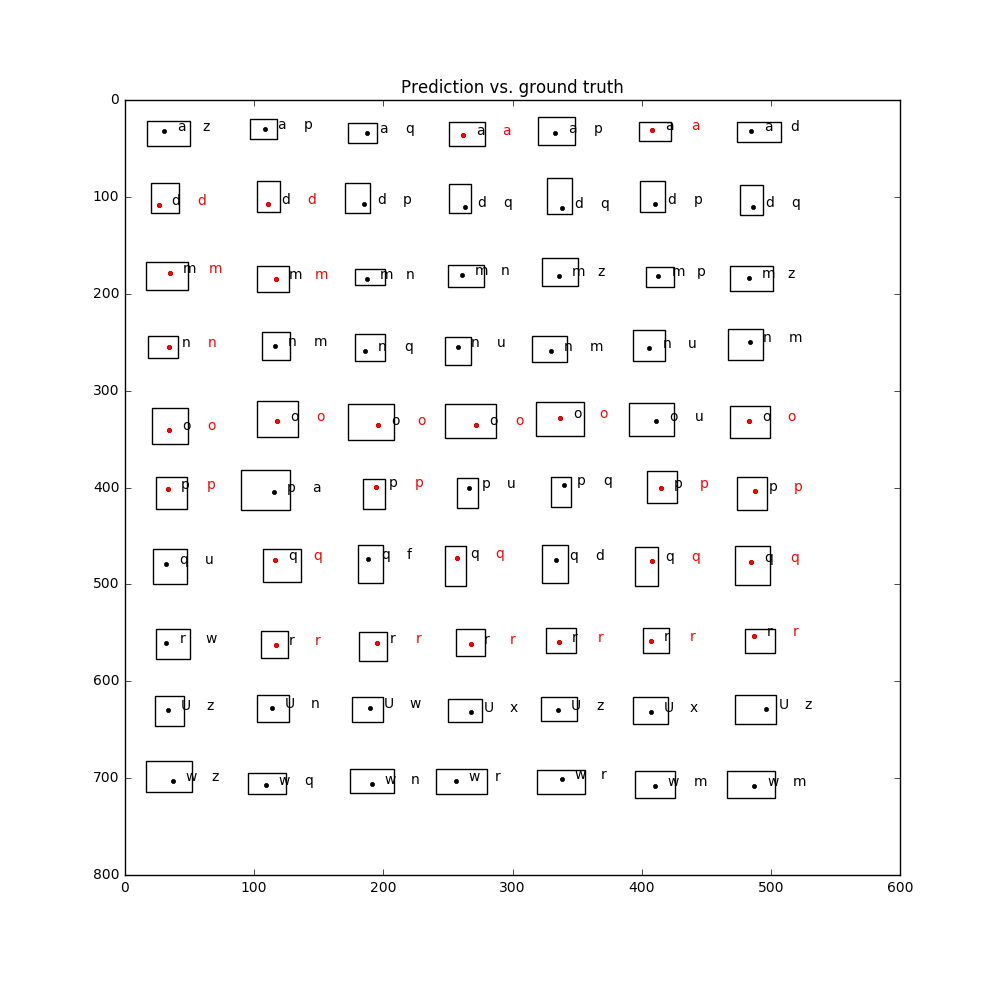 Prediction vs. ground truth
0
a z a p a q a a a p a a a d
100
d d d d d p d q d q d p d q
m m m m m n m n m z m p m z
200
n n n m n q n u n m n u n m
300
o o o o o o o o o o o u o o
400
p p p a p p p u p q p p p p
q u q q q f q q q d q q q q
500
r w r r r r r r r r r r r r
600
U z U n U w U x U z U x U z
700
w z w q w n w r w r w m w m
800
0 100 200 300 400 500 600